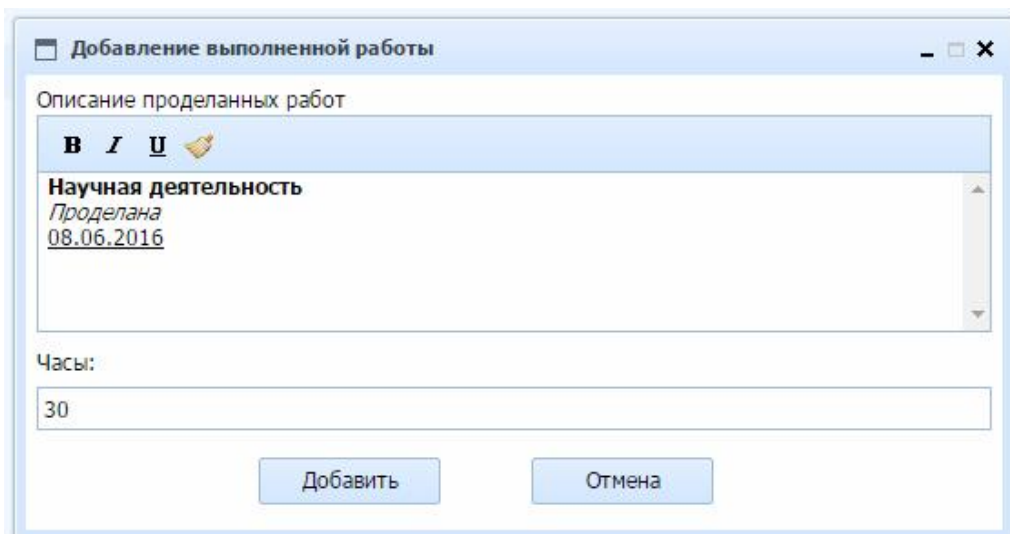 Добавление выполненной работы
Описание проделанных работ
B I U
Научная деятельность
Проделана
08.06.2016
Часы:
30
Добавить Отмена